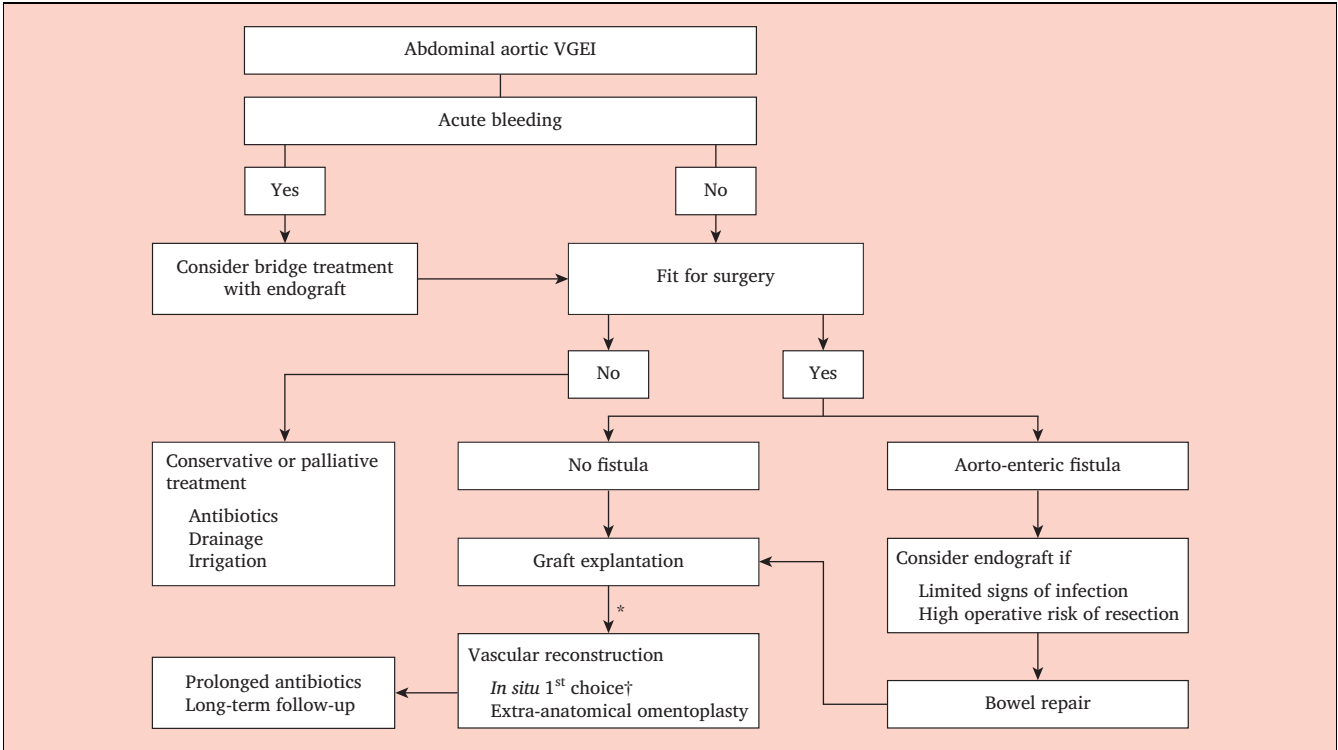 Abdominal aortic VGEI
Acute bleeding
Yes
No
Consider bridge treatment
with endograft
Fit for surgery
No
Yes
Conservative or palliative
treatment
Antibiotics
Drainage
Irrigation
No fistula
Aorto-enteric fistula
Graft explantation
Consider endograft if
Limited signs of infection
High operative risk of resection
*
Vascular reconstruction
In situ 1st choice†
Extra-anatomical omentoplasty
Prolonged antibiotics
Long-term follow-up
Bowel repair